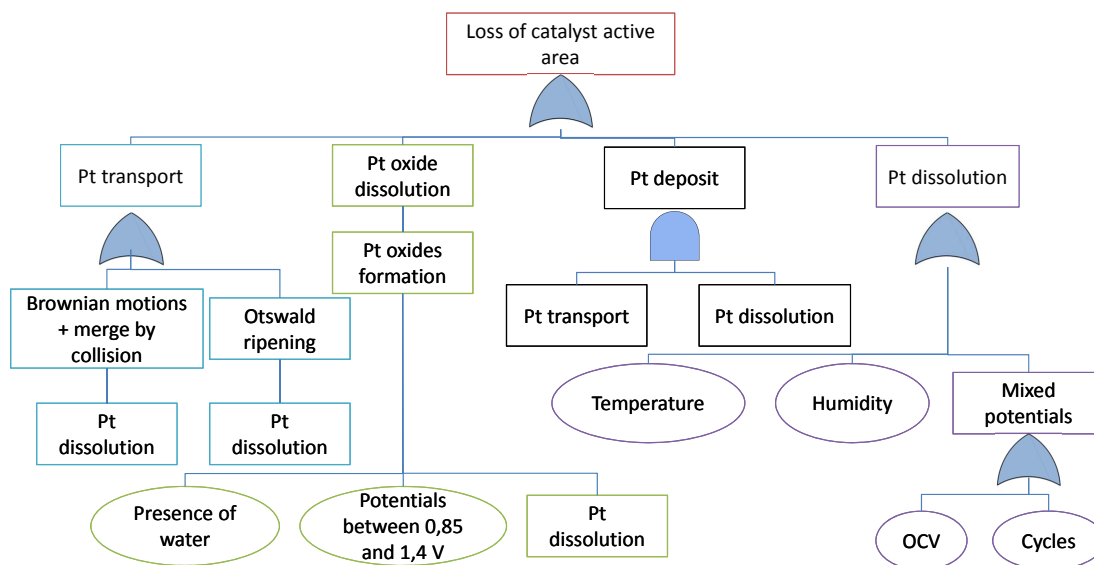 Loss of catalyst active
area
Pt transport
Pt oxide
dissolution
Pt deposit
Pt dissolution
Pt oxides
formation
Brownian motions
+ merge by
collision
Otswald
ripening
Pt transport
Pt dissolution
Temperature
Humidity
Mixed
potentials
Pt
dissolution
Pt
dissolution
Presence of
water
Potentials
between 0,85
and 1,4 V
Pt
dissolution
OCV
Cycles